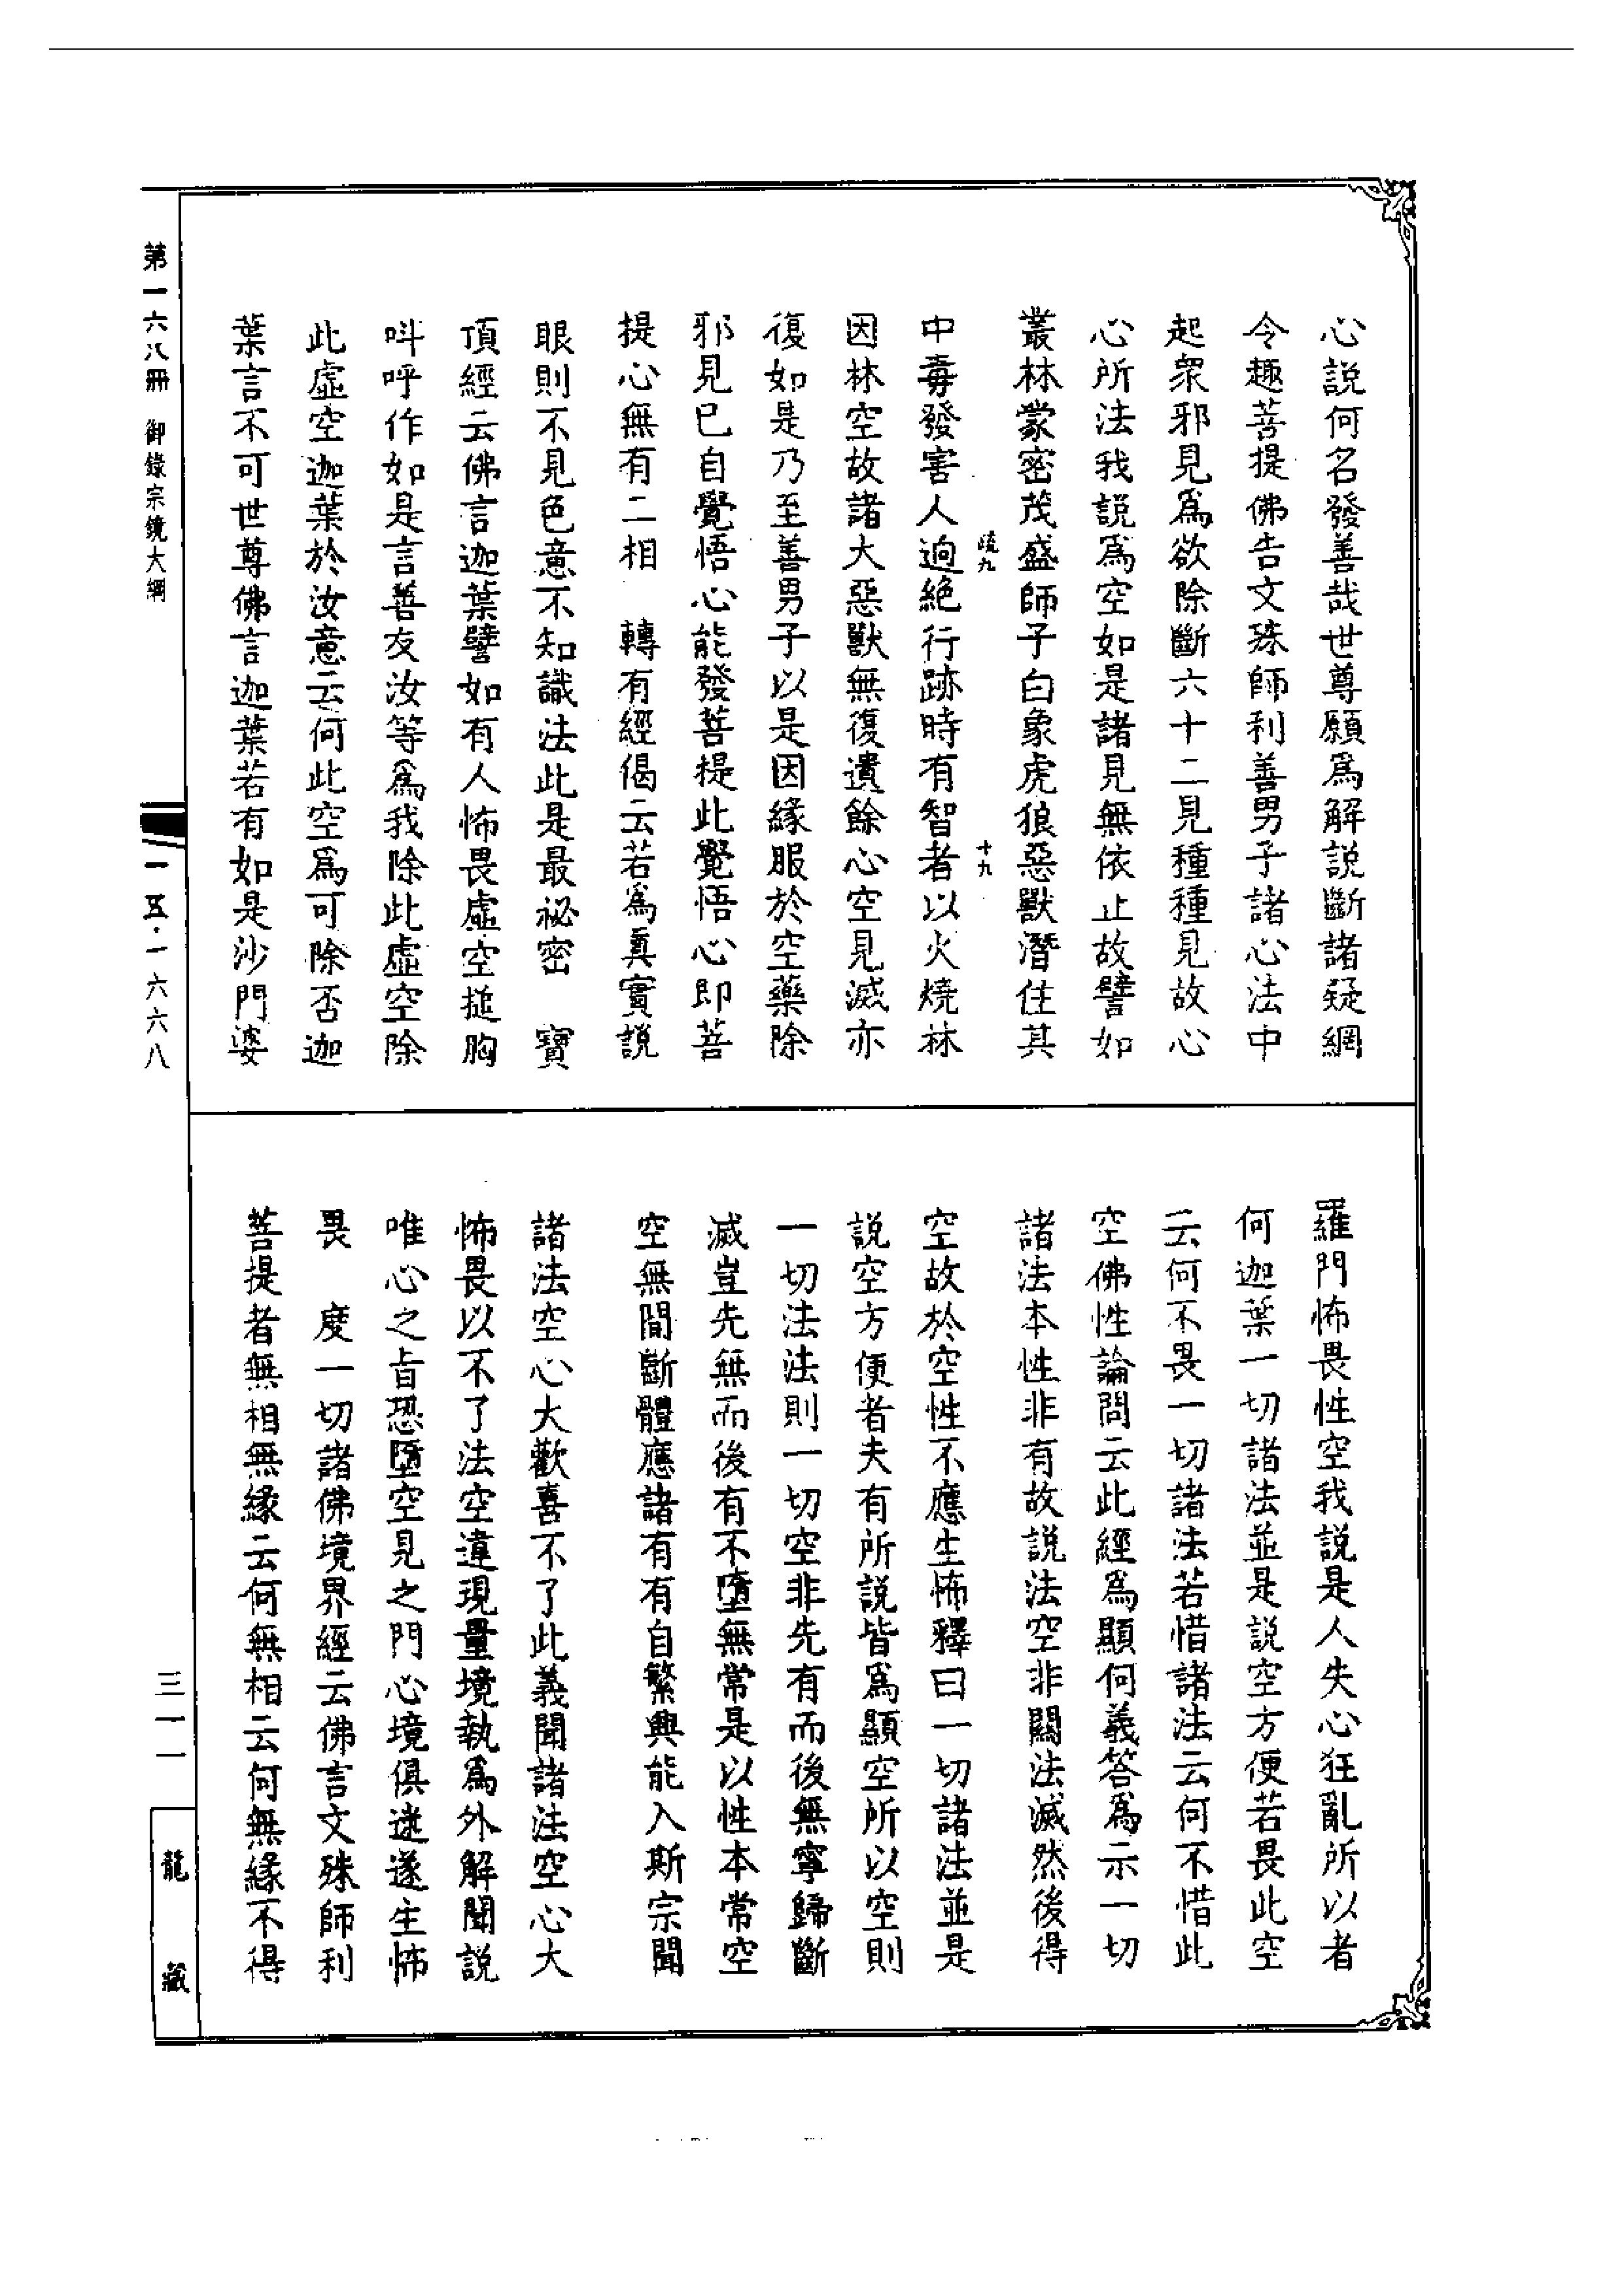 心說何名發善哉世尊願爲解說斷諸疑網
令趣菩提佛告文殊師利善男子諸心法中
起衆邪見爲欲除斷六十二見種種見故心
心所法我說爲空如是諸見無依止故譬如
叢林蒙密茂盛師子白象虎狼惡獸潛住其
中毒發害人迥絶行跡時有智者以火燒林
因林空故諸大惡獸無復遺餘心空見滅亦
復如是乃至善男子以是因緣服於空藥除
邪見已自覺悟心能發菩提此覺悟心即菩
提心無有二相　轉有經偈云若爲眞實說
眼則不見色意不知識法此是最祕密　寶
頂經云佛言迦葉譬如有人怖畏虛空搥胸
呌呼作如是言善友汝等爲我除此虛空除
此虛空迦葉於汝意云何此空爲可除否迦
葉言不可世尊佛言迦葉若有如是沙門婆
羅門怖畏性空我說是人失心狂亂所以者
何迦葉一切諸法並是說空方便若畏此空
云何不畏一切諸法若惜諸法云何不惜此
空佛性論問云此經爲顯何義答爲示一切
諸法本性非有故說法空非關法滅然後得
空故於空性不應生怖釋曰一切諸法並是
說空方便者夫有所說皆爲顯空所以空則
一切法法則一切空非先有而後無寧歸斷
滅豈先無而後有不墮無常是以性本常空
空無間斷體應諸有有自繁興能入斯宗聞
諸法空心大歡喜不了此義聞諸法空心大
怖畏以不了法空違現量境執爲外解聞說
唯心之旨恐墮空見之門心境俱迷遂生怖
畏　度一切諸佛境界經云佛言文殊師利
菩提者無相無緣云何無相云何無緣不得
疏九
十九
第一六八冊　御錄宗鏡大綱
一五·一六六八
三一一
龍藏